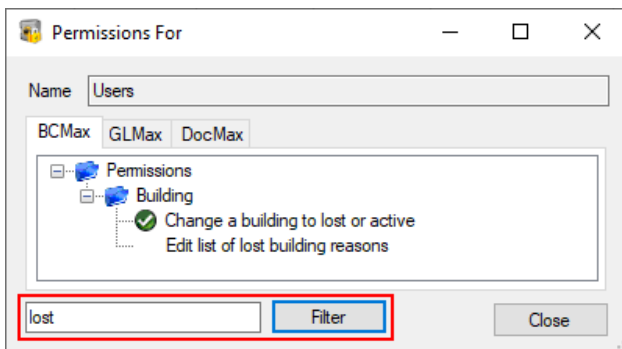 Permissions For
Name Users
BCMax GLMax DocMax
Permissions
Building
Change a building to lost or active
Edit list of lost building reasons
lost Filter Close